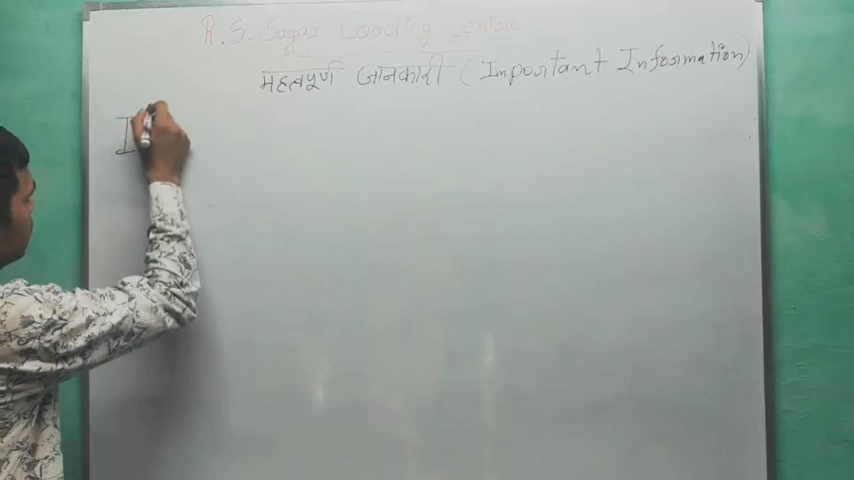 R.S. Sagar Coaching Centre
महत्वपूर्ण जानकारी (Important Information)
I